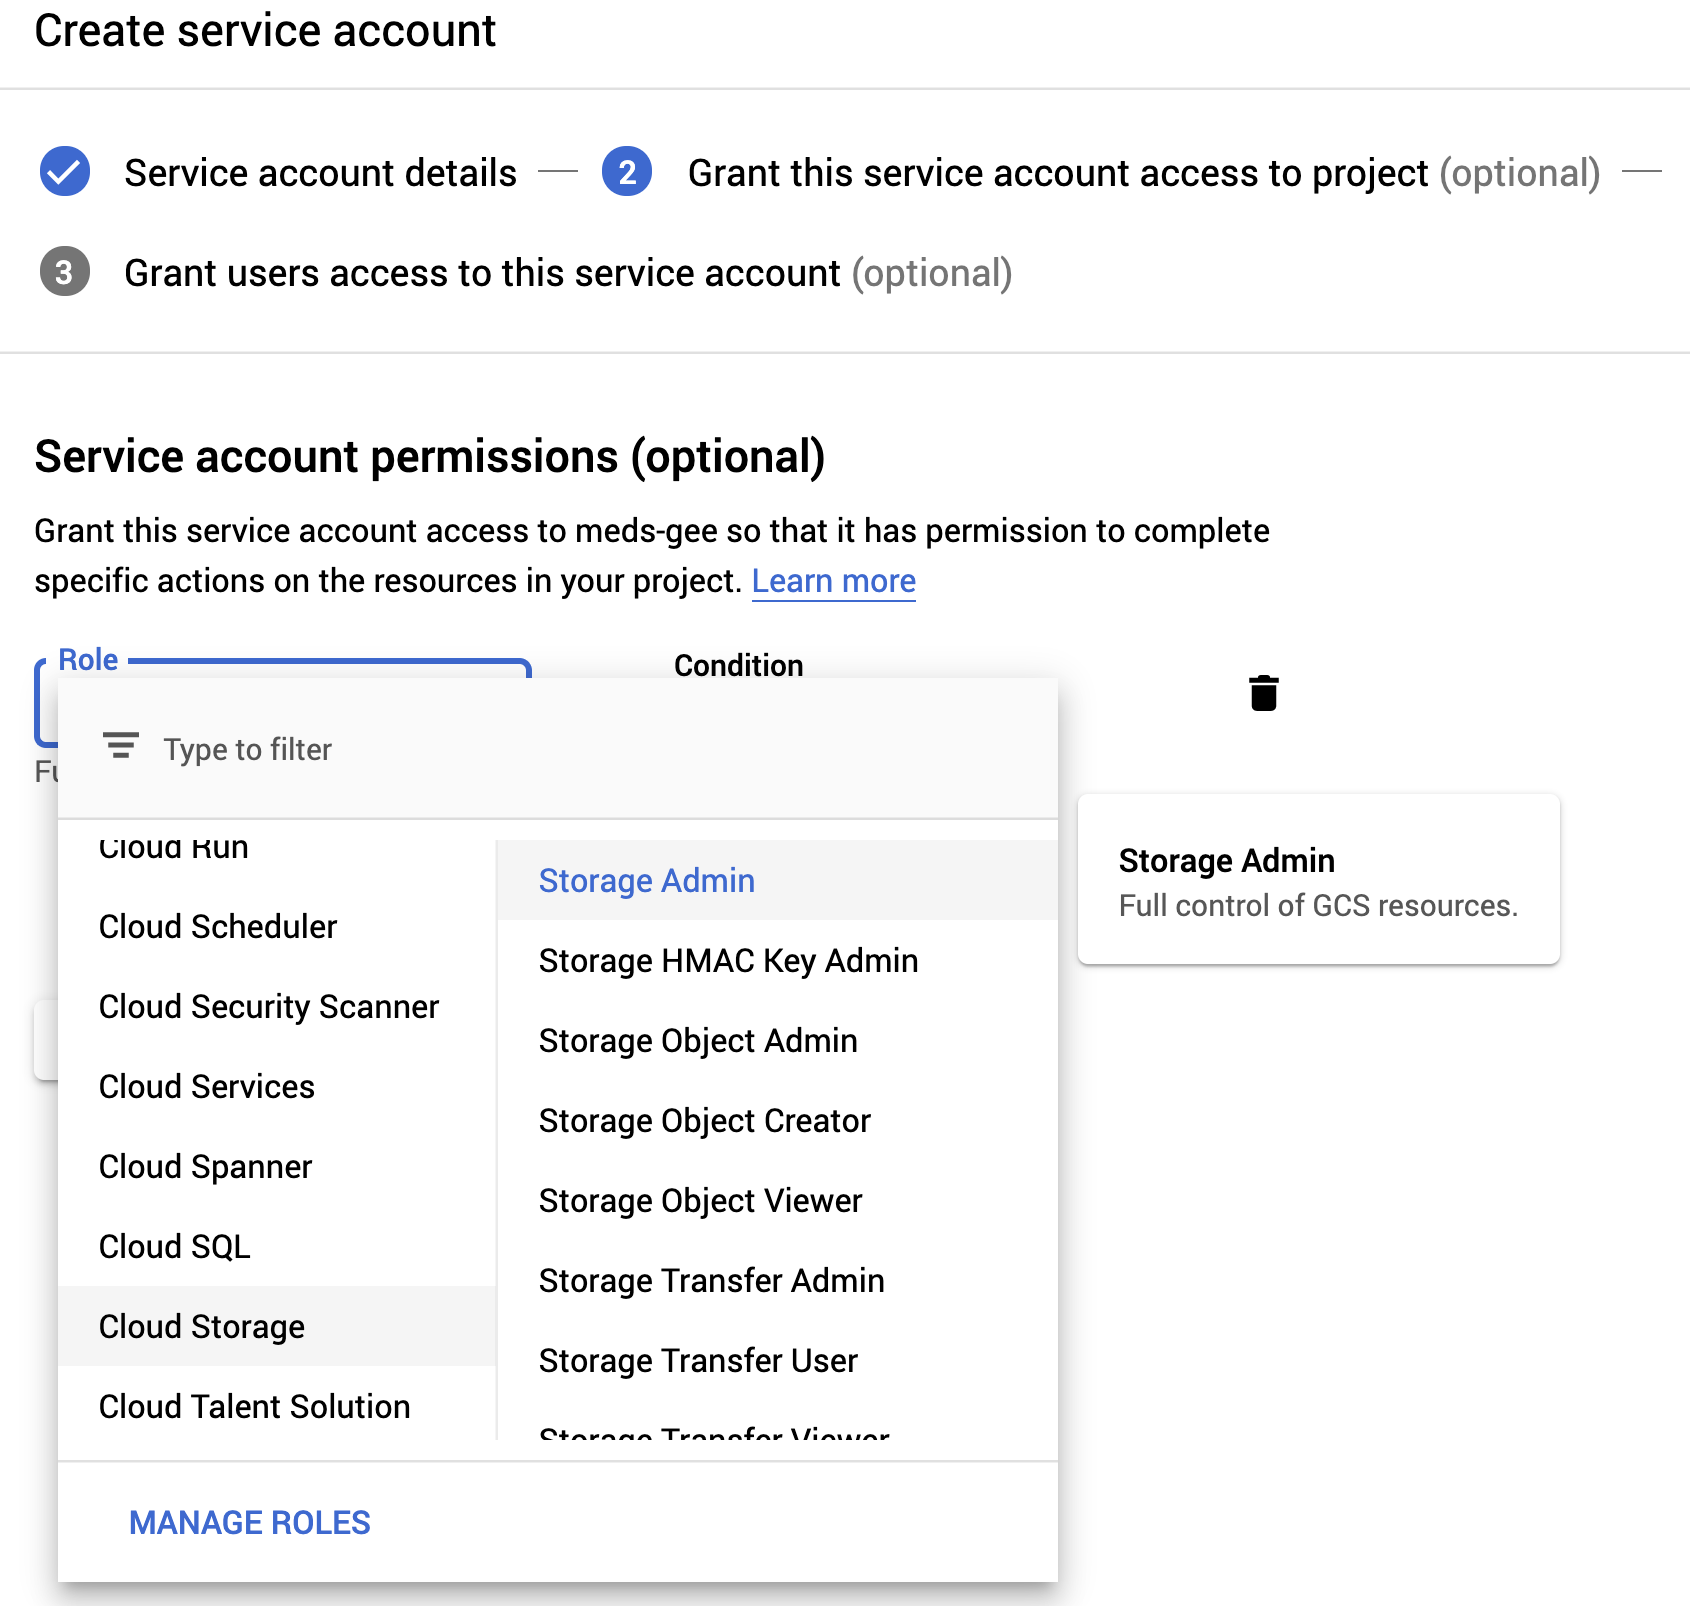 Create service account
Service account details
2 Grant this service account access to project (optional)
3 Grant users access to this service account (optional)
Service account permissions (optional)
Grant this service account access to meds-gee so that it has permission to complete
specific actions on the resources in your project. Learn more
Role
Condition
Type to filter
Cloud Run
Cloud Scheduler
Cloud Security Scanner
Cloud Services
Cloud Spanner
Cloud SQL
Cloud Storage
Cloud Talent Solution
Storage Admin
Storage HMAC Key Admin
Storage Object Admin
Storage Object Creator
Storage Object Viewer
Storage Transfer Admin
Storage Transfer User
Storage Transfer Viewer
MANAGE ROLES
Storage Admin
Full control of GCS resources.